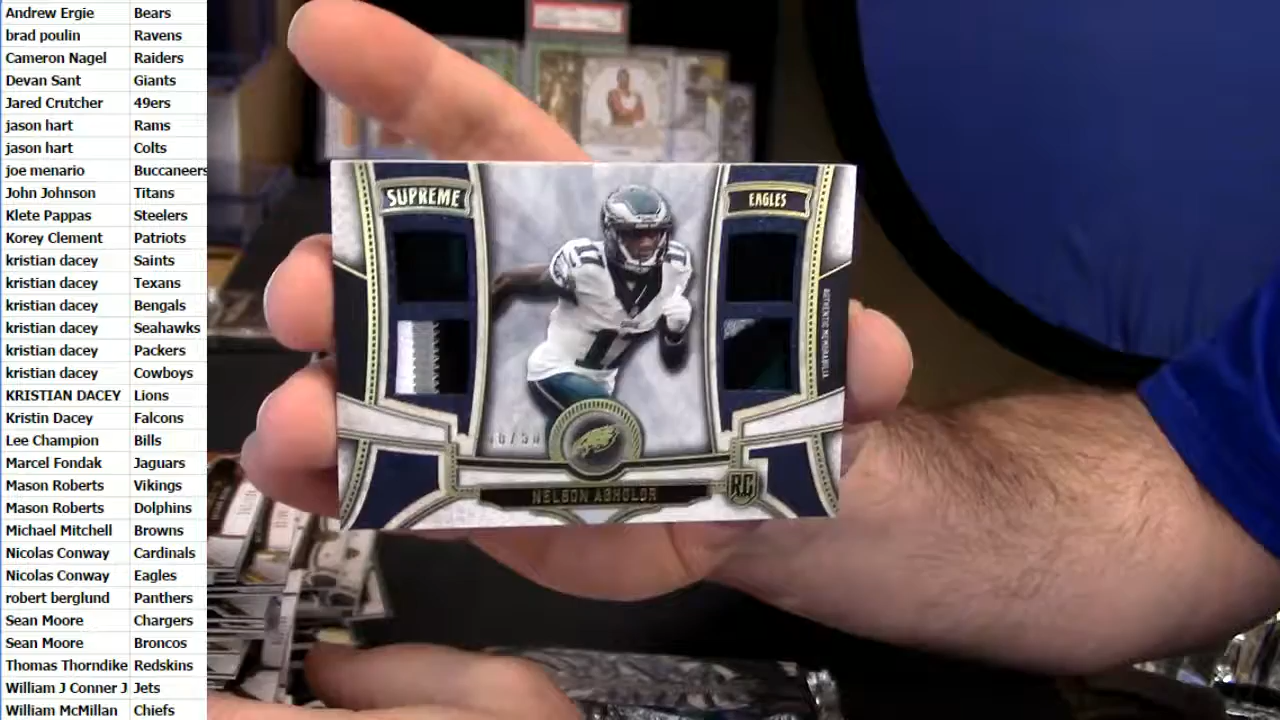 Andrew Ergie Bears
brad poulin Ravens
Cameron Nagel Raiders
Devan Sant Giants
Jared Crutcher 49ers
jason hart Rams
jason hart Colts
joe menario Buccaneers
John Johnson Titans
Klete Pappas Steelers
Korey Clement Patriots
kristian dacey Saints
kristian dacey Texans
kristian dacey Bengals
kristian dacey Seahawks
kristian dacey Packers
kristian dacey Cowboys
KRISTIAN DACEY Lions
Kristin Dacey Falcons
Lee Champion Bills
Marcel Fondak Jaguars
Mason Roberts Vikings
Mason Roberts Dolphins
Michael Mitchell Browns
Nicolas Conway Cardinals
Nicolas Conway Eagles
robert berglund Panthers
Sean Moore Chargers
Sean Moore Broncos
Thomas Thorndike Redskins
William J Conner J Jets
William McMillan Chiefs
SUPREME
EAGLES
AUTHENTIC MEMORABILIA
17
NELSON AGHOLOR
RC